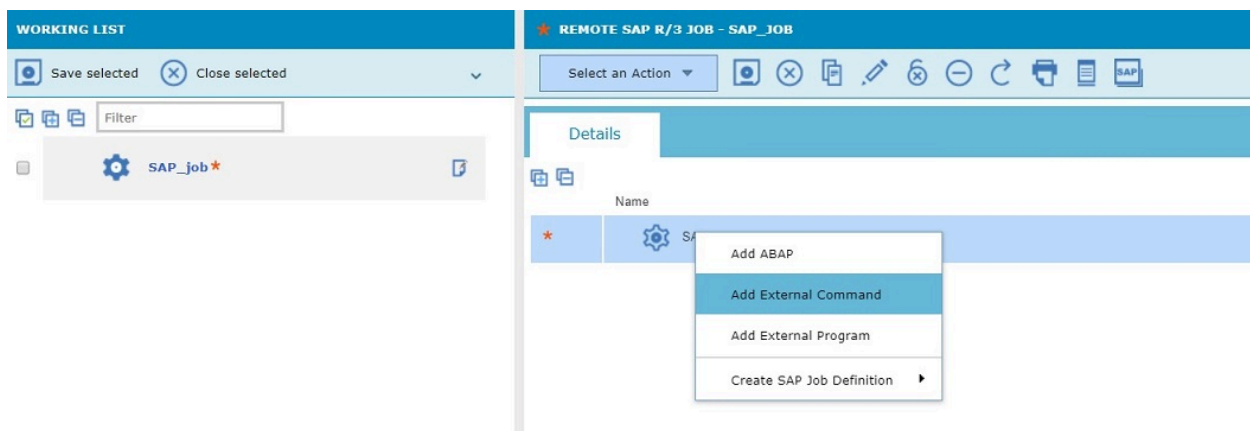 WORKING LIST
Save selected Close selected
Filter
SAP_job*
* REMOTE SAP R/3 JOB - SAP_JOB
Select an Action SAP
Details
Name
* SA
Add ABAP
Add External Command
Add External Program
Create SAP Job Definition